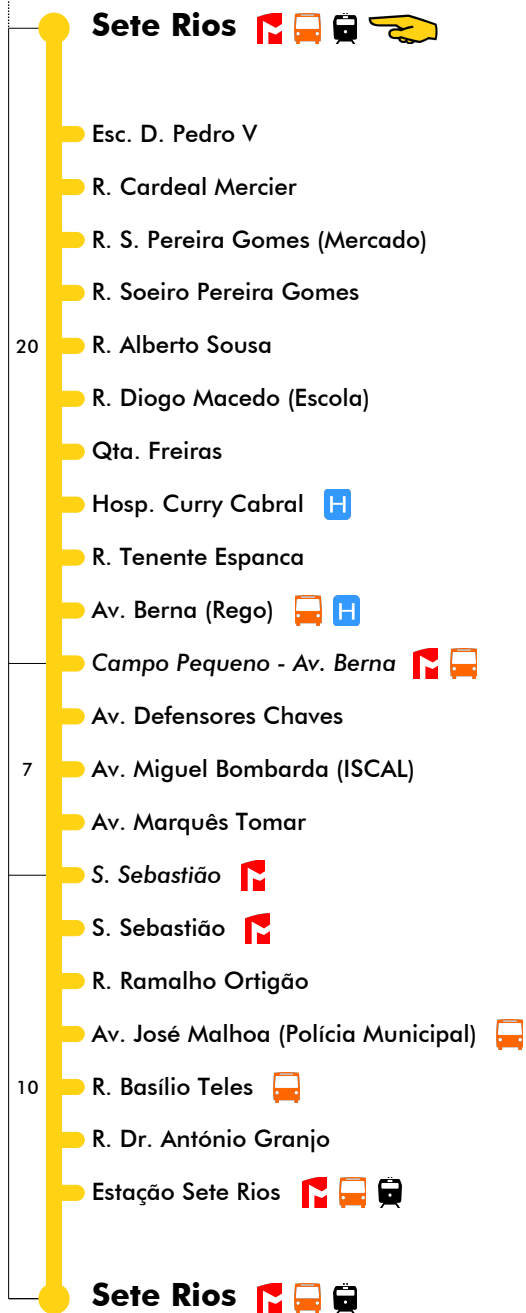 Sete Rios
Esc. D. Pedro V
R. Cardeal Mercier
R. S. Pereira Gomes (Mercado)
R. Soeiro Pereira Gomes
20 R. Alberto Sousa
R. Diogo Macedo (Escola)
Qta. Freiras
Hosp. Curry Cabral H
R. Tenente Espanca
Av. Berna (Rego) H
Campo Pequeno - Av. Berna
Av. Defensores Chaves
7 Av. Miguel Bombarda (ISCAL)
Av. Marquês Tomar
S. Sebastião
S. Sebastião
R. Ramalho Ortigão
Av. José Malhoa (Polícia Municipal)
10 R. Basílio Teles
R. Dr. António Granjo
Estação Sete Rios
Sete Rios